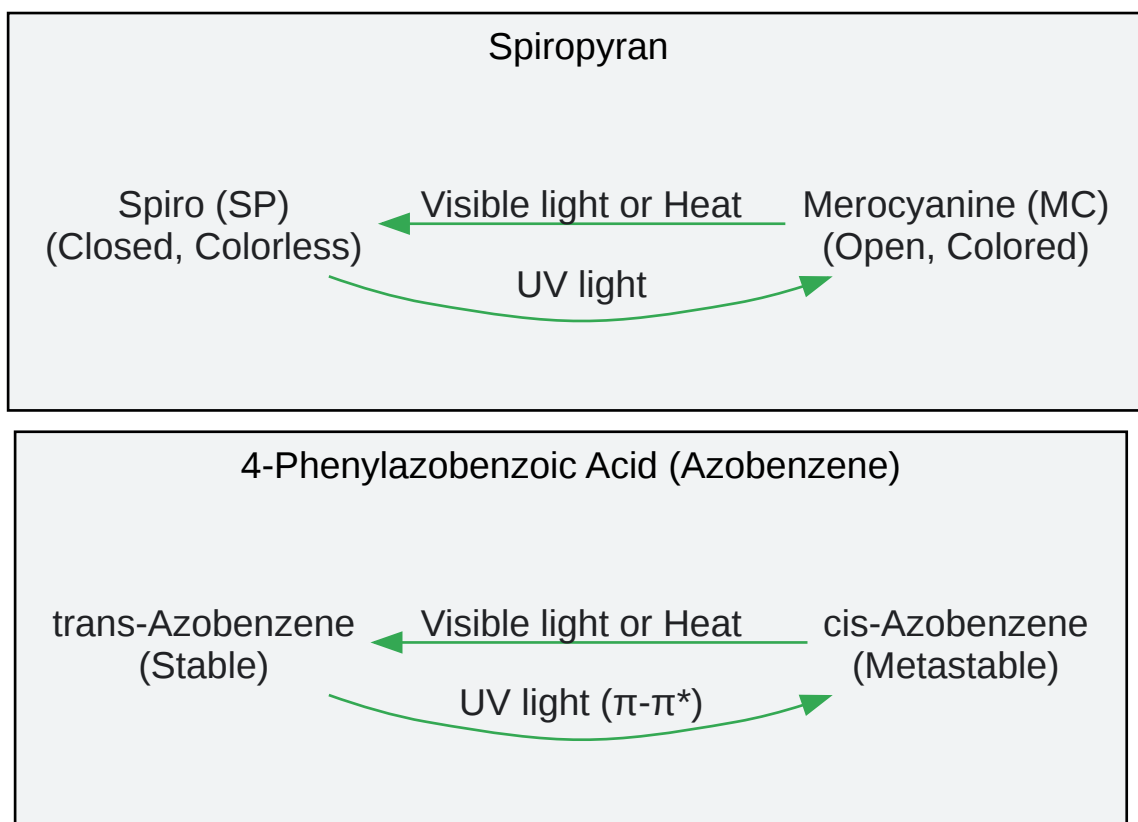 Spiropyran
Spiro (SP)
(Closed, Colorless)
Visible light or Heat
Merocyanine (MC)
(Open, Colored)
UV light
4-Phenylazobenzoic Acid (Azobenzene)
trans-Azobenzene
(Stable)
Visible light or Heat
cis-Azobenzene
(Metastable)
UV light (π-π*)